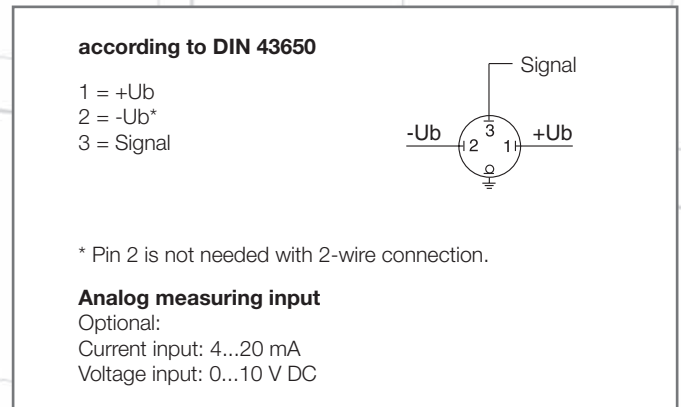 according to DIN 43650
1 = +Ub
2 = -Ub*
3 = Signal
Signal
-Ub
+Ub
3
2
1
* Pin 2 is not needed with 2-wire connection.
Analog measuring input
Optional:
Current input: 4...20 mA
Voltage input: 0...10 V DC